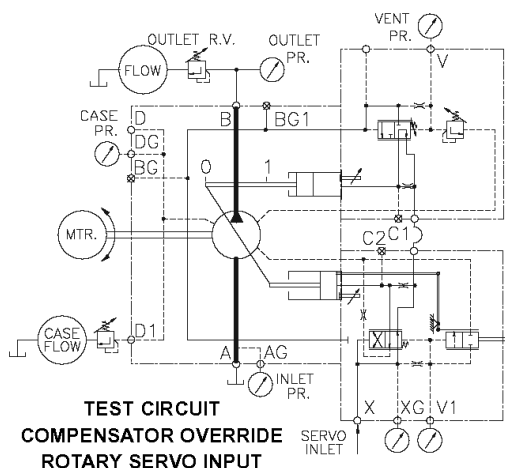 VENT
PR.
OUTLET R.V.
OUTLET
PR.
FLOW
V
CASE
PR.
D
DG
BG
B
BG1
0
1
MTR.
C2
C1
CASE
FLOW
D1
X
A
AG
INLET
PR.
X
XG
V1
SERVO
INLET
TEST CIRCUIT
COMPENSATOR OVERRIDE
ROTARY SERVO INPUT